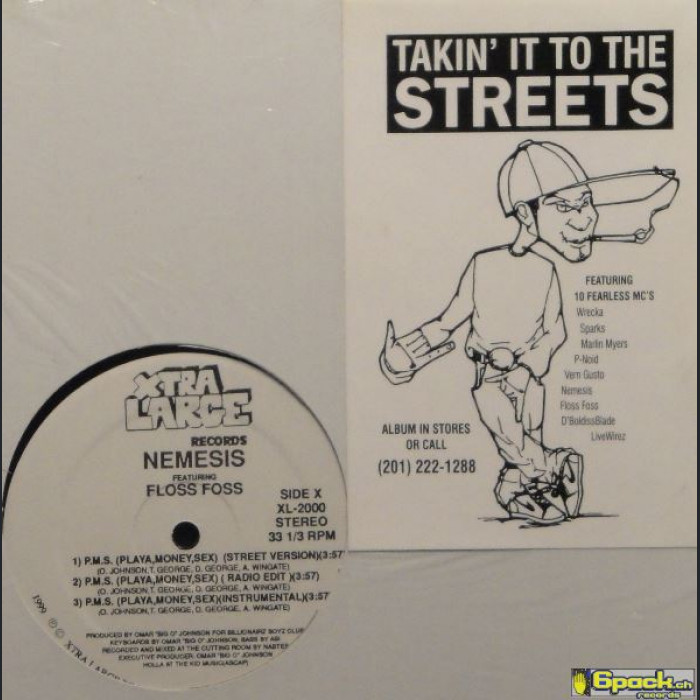 TAKIN' IT TO THE
STREETS
FEATURING
10 FEARLESS MC'S
Wrecka
Sparks
Marlin Myers
P-Noid
Vern Gusto
Nemesis
Floss Foss
D'BoldissBlade
LiveWirez
ALBUM IN STORES
OR CALL
(201) 222-1288
XTRA
LARGE
RECORDS
NEMESIS
FEATURING
FLOSS FOSS
SIDE X
XL-2000
STEREO
33 1/3 RPM
1) P.M.S. (PLAYA,MONEY,SEX) (STREET VERSION)(3:57
(O. JOHNSON,T. GEORGE, D. GEORGE, A. WINGATE)
2) P.M.S. (PLAYA,MONEY,SEX) ( RADIO EDIT )(3:57)
(O. JOHNSON,T. GEORGE, D. GEORGE, A. WINGATE)
3) P.M.S. (PLAYA,MONEY,SEX)(INSTRUMENTAL)(3:57
(O. JOHNSON,T. GEORGE, D. GEORGE, A. WINGATE)
PRODUCED BY OMAR "BIG O" JOHNSON FOR BILLIONAIRZ BOYZ CLUB
KEYBOARDS BY OMAR "BIG O" JOHNSON, BASS BY ABI
RECORDED AND MIXED AT THE CUTTING ROOM BY
EXECUTIVE PRODUCER: OMAR "BIG O" JOHNSON
HOLLA AT THE KID MUSIC(ASCAP)
1999 ℗ © XTRA
6pack.ch
records